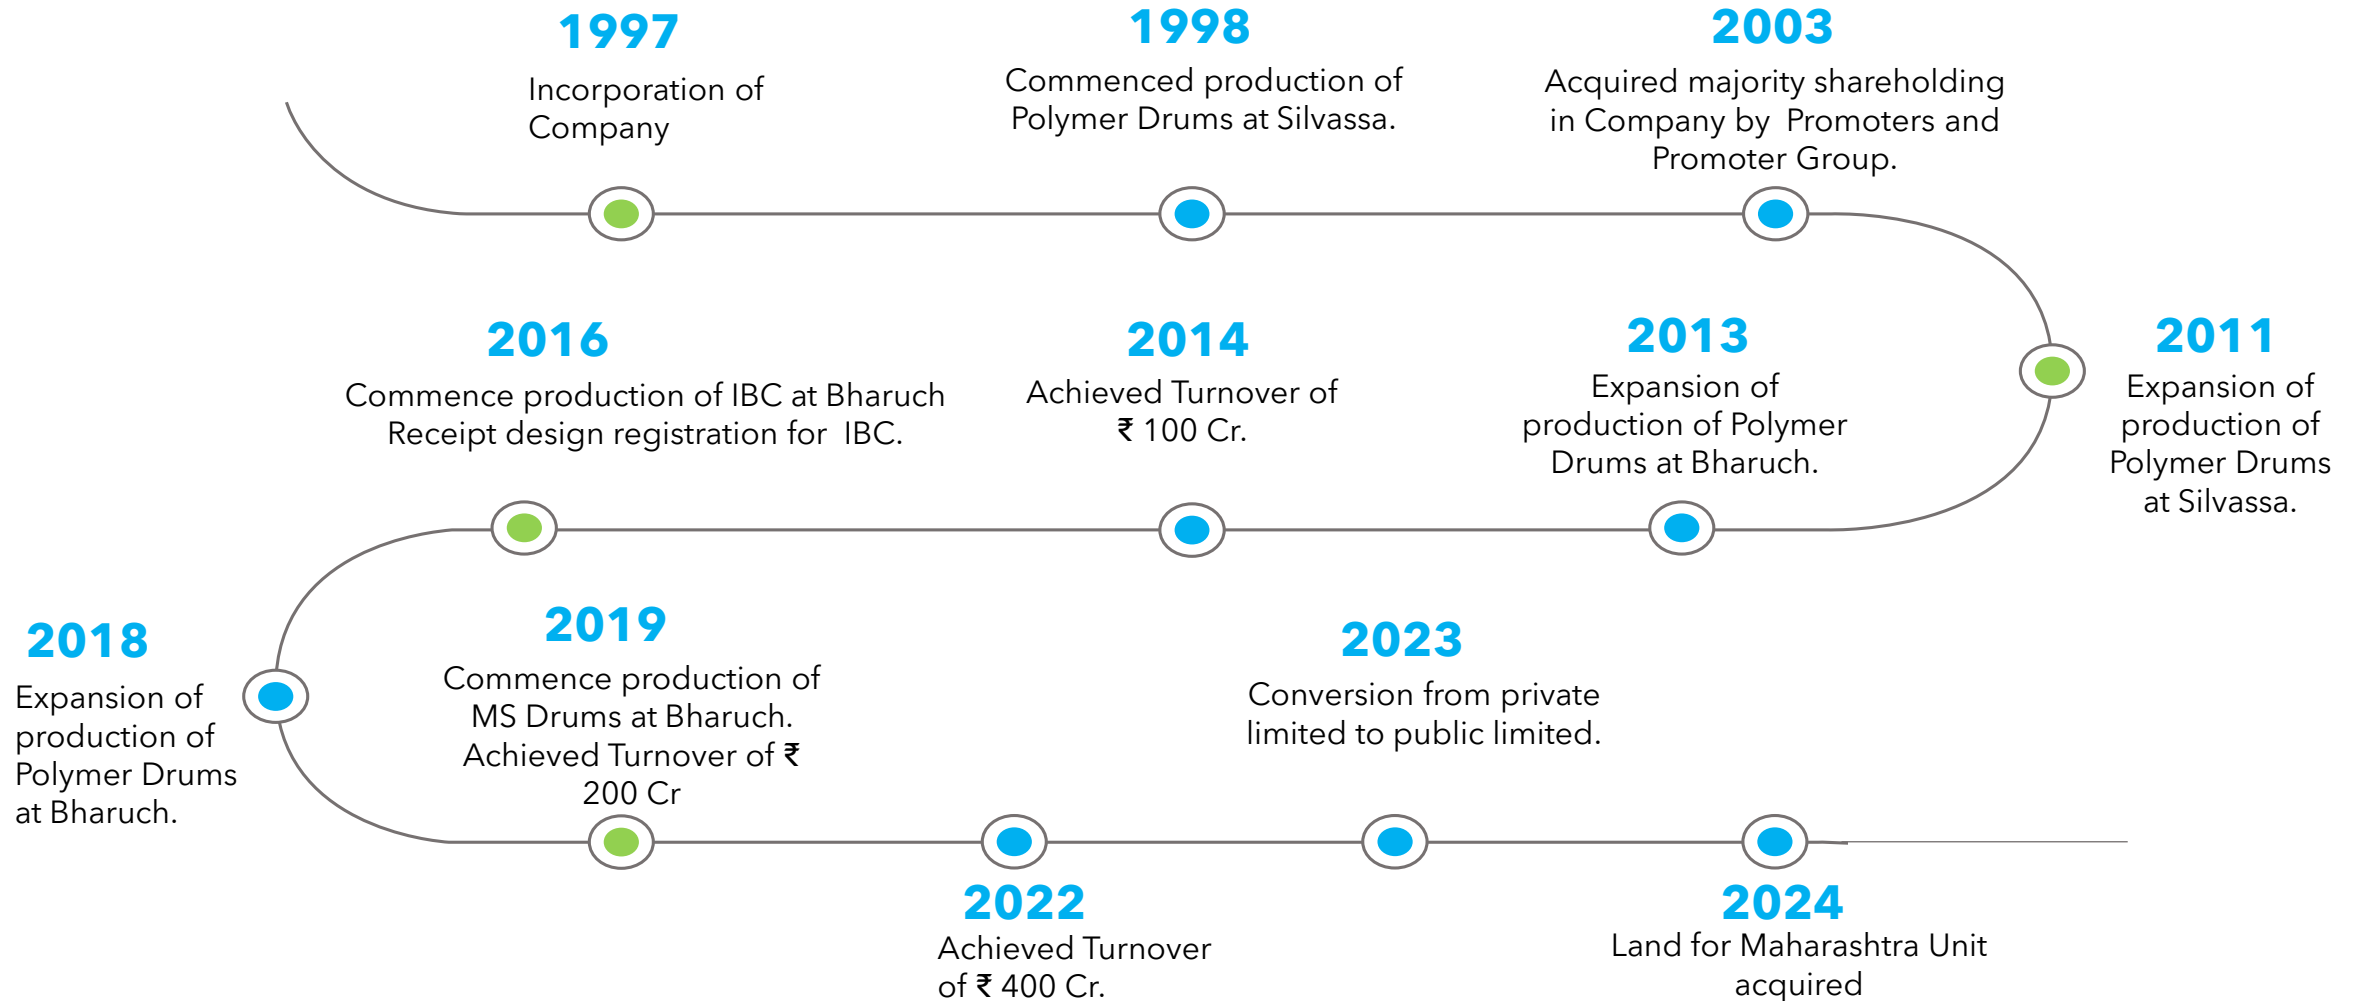 1997
Incorporation of
Company
1998
Commenced production of
Polymer Drums at Silvassa.
2003
Acquired majority shareholding
in Company by Promoters and
Promoter Group.
2011
Expansion of
production of
Polymer Drums
at Silvassa.
2013
Expansion of
production of Polymer
Drums at Bharuch.
2014
Achieved Turnover of
₹ 100 Cr.
2016
Commence production of IBC at Bharuch
Receipt design registration for IBC.
2018
Expansion of
production of
Polymer Drums
at Bharuch.
2019
Commence production of
MS Drums at Bharuch.
Achieved Turnover of ₹
200 Cr
2022
Achieved Turnover
of ₹ 400 Cr.
2023
Conversion from private
limited to public limited.
2024
Land for Maharashtra Unit
acquired